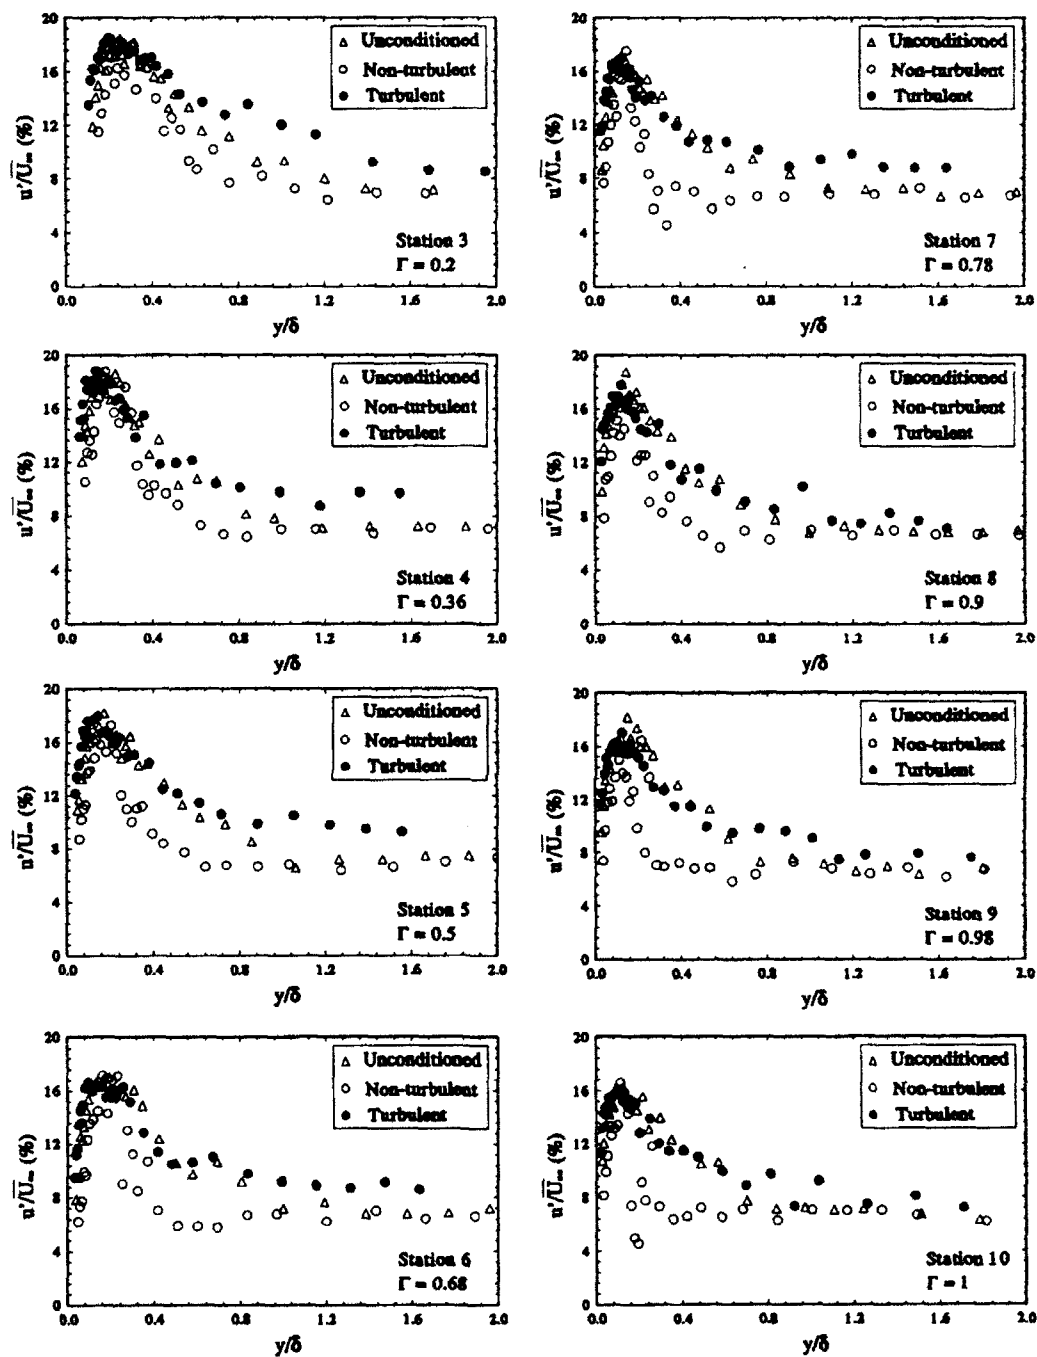 20
16
12
8
4
0
u'/U∞ (%)
△ Unconditioned
○ Non-turbulent
● Turbulent
Station 3
Γ = 0.2
0.0 0.4 0.8 1.2 1.6 2.0
y/δ
20
16
12
8
4
0
u'/U∞ (%)
△ Unconditioned
○ Non-turbulent
● Turbulent
Station 7
Γ = 0.78
0.0 0.4 0.8 1.2 1.6 2.0
y/δ
20
16
12
8
4
0
u'/U∞ (%)
△ Unconditioned
○ Non-turbulent
● Turbulent
Station 4
Γ = 0.36
0.0 0.4 0.8 1.2 1.6 2.0
y/δ
20
16
12
8
4
0
u'/U∞ (%)
△ Unconditioned
○ Non-turbulent
● Turbulent
Station 8
Γ = 0.9
0.0 0.4 0.8 1.2 1.6 2.0
y/δ
20
16
12
8
4
0
u'/U∞ (%)
△ Unconditioned
○ Non-turbulent
● Turbulent
Station 5
Γ = 0.5
0.0 0.4 0.8 1.2 1.6 2.0
y/δ
20
16
12
8
4
0
u'/U∞ (%)
△ Unconditioned
○ Non-turbulent
● Turbulent
Station 9
Γ = 0.98
0.0 0.4 0.8 1.2 1.6 2.0
y/δ
20
16
12
8
4
0
u'/U∞ (%)
△ Unconditioned
○ Non-turbulent
● Turbulent
Station 6
Γ = 0.68
0.0 0.4 0.8 1.2 1.6 2.0
y/δ
20
16
12
8
4
0
u'/U∞ (%)
△ Unconditioned
○ Non-turbulent
● Turbulent
Station 10
Γ = 1
0.0 0.4 0.8 1.2 1.6 2.0
y/δ